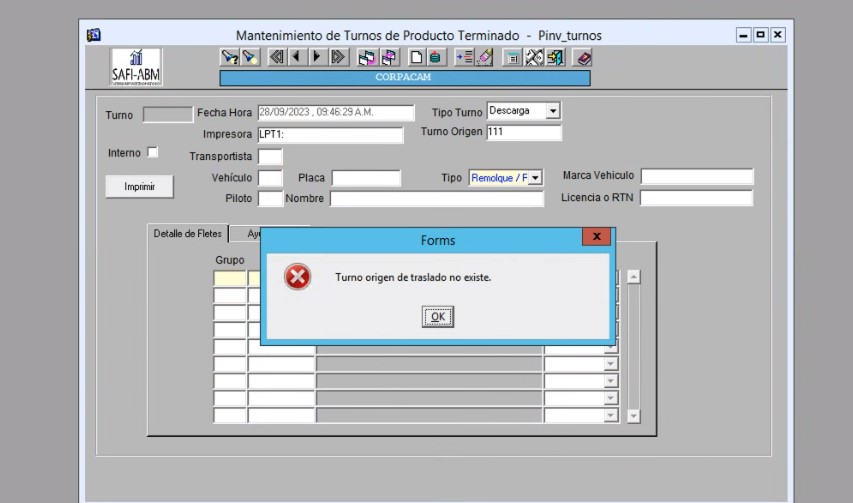 Mantenimiento de Turnos de Producto Terminado - Pinv_turnos
SAFI-ABM
CORPACAM
Turno
Fecha Hora 28/09/2023 , 09:46:29 A.M.
Tipo Turno Descarga
Impresora LPT1:
Turno Origen 111
Interno
Transportista
Vehículo
Placa
Tipo Remolque / F
Marca Vehiculo
Imprimir
Piloto
Nombre
Licencia o RTN
Detalle de Fletes
Ay
Forms
x
Grupo
Turno origen de traslado no existe.
OK